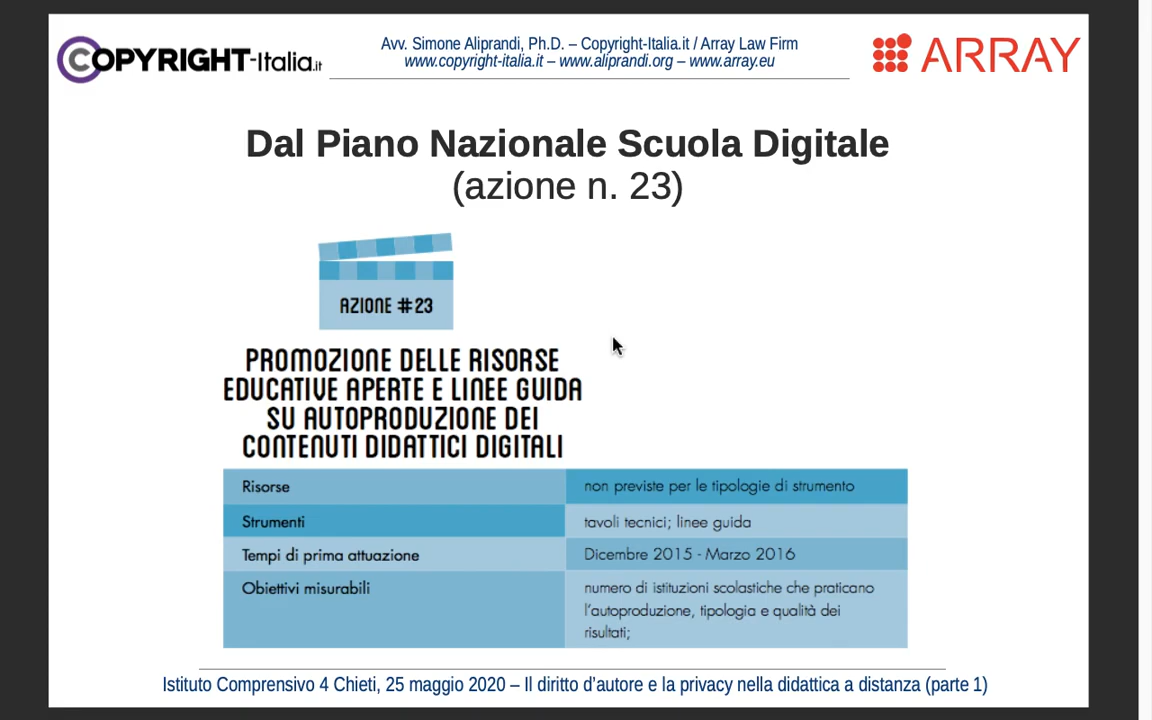 COPYRIGHT-Italia.it
Avv. Simone Aliprandi, Ph.D. – Copyright-Italia.it / Array Law Firm
www.copyright-italia.it – www.aliprandi.org – www.array.eu
ARRAY
Dal Piano Nazionale Scuola Digitale
(azione n. 23)
AZIONE #23
PROMOZIONE DELLE RISORSE
EDUCATIVE APERTE E LINEE GUIDA
SU AUTOPRODUZIONE DEI
CONTENUTI DIDATTICI DIGITALI
Risorse non previste per le tipologie di strumento
Strumenti tavoli tecnici; linee guida
Tempi di prima attuazione Dicembre 2015 - Marzo 2016
Obiettivi misurabili numero di istituzioni scolastiche che praticano
l'autoproduzione, tipologia e qualità dei
risultati;
Istituto Comprensivo 4 Chieti, 25 maggio 2020 – Il diritto d'autore e la privacy nella didattica a distanza (parte 1)